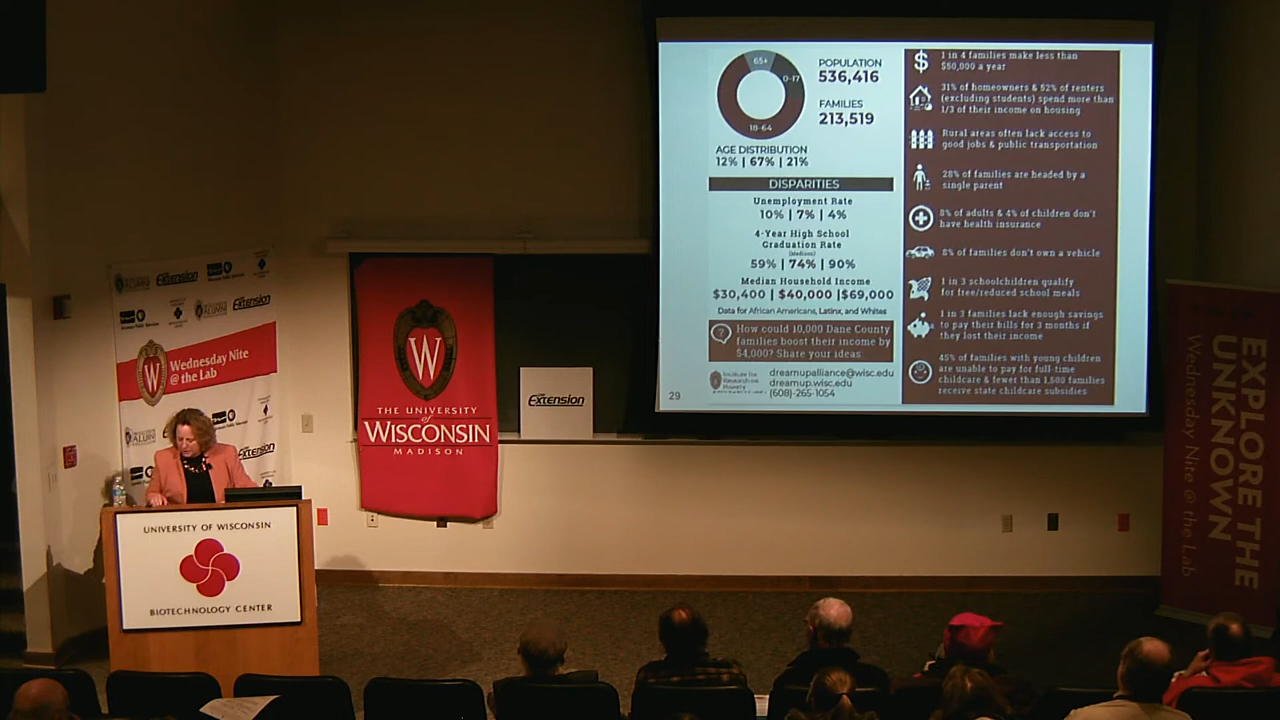 65+
0-17
18-64
POPULATION
536,416
FAMILIES
213,519
AGE DISTRIBUTION
12% | 67% | 21%
DISPARITIES
Unemployment Rate
10% | 7% | 4%
4-Year High School
Graduation Rate
(Madison)
59% | 74% | 90%
Median Household Income
$30,400 | $40,000 | $69,000
Data for African Americans, Latinx, and Whites
How could 10,000 Dane County
families boost their income by
$4,000? Share your ideas
Institute for
Research on
Poverty
dreamupalliance@wisc.edu
dreamup.wisc.edu
(608)-265-1054
29
1 in 4 families make less than
$50,000 a year
31% of homeowners & 52% of renters
(excluding students) spend more than
1/3 of their income on housing
Rural areas often lack access to
good jobs & public transportation
28% of families are headed by a
single parent
8% of adults & 4% of children don't
have health insurance
8% of families don't own a vehicle
1 in 3 schoolchildren qualify
for free/reduced school meals
1 in 3 families lack enough savings
to pay their bills for 3 months if
they lost their income
45% of families with young children
are unable to pay for full-time
childcare & fewer than 1,500 families
receive state childcare subsidies
Extension
ALUMNI
Extension
Wednesday Nite
@ the Lab
Extension
W
THE UNIVERSITY
of
WISCONSIN
MADISON
Extension
UNIVERSITY OF WISCONSIN
BIOTECHNOLOGY CENTER
EXPLORE THE
UNKNOWN
Wednesday Nite @ the Lab